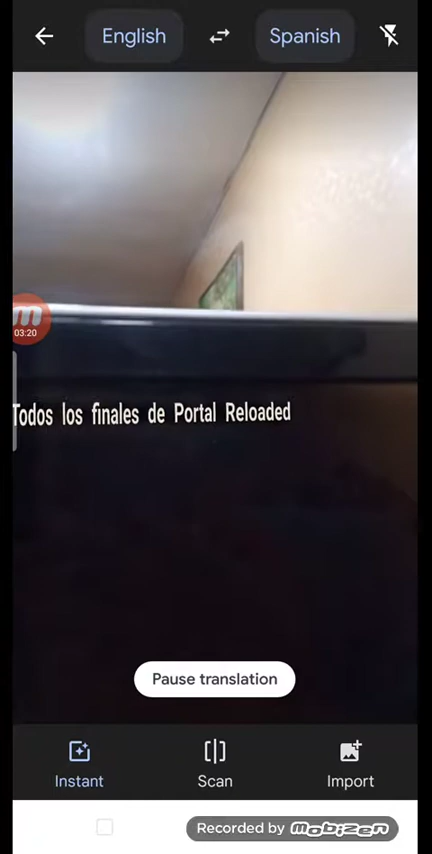 English
Spanish
m
03:20
Todos los finales de Portal Reloaded
Pause translation
Instant
Scan
Import
Recorded by mobizen